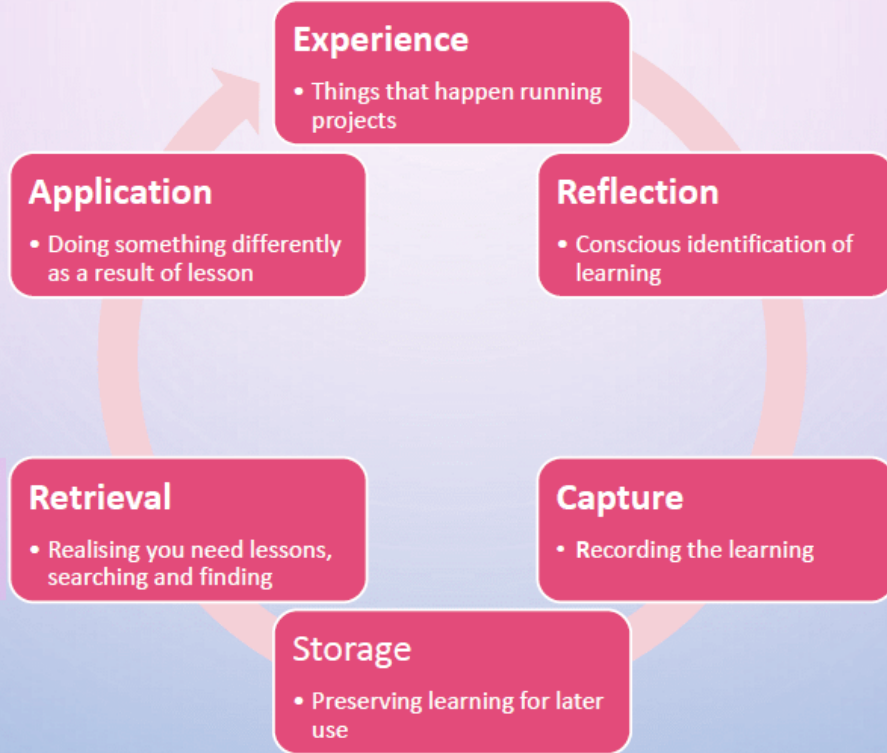 Experience
• Things that happen running
projects
Reflection
• Conscious identification of
learning
Capture
• Recording the learning
Storage
• Preserving learning for later
use
Retrieval
• Realising you need lessons,
searching and finding
Application
• Doing something differently
as a result of lesson